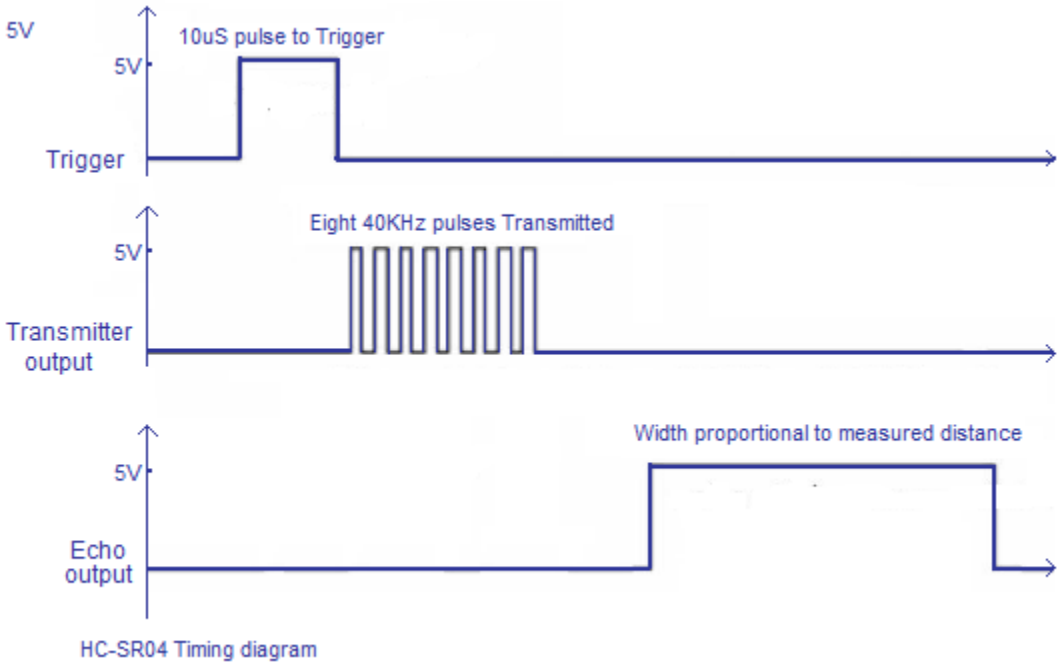 5V
10uS pulse to Trigger
5V
Trigger
Eight 40KHz pulses Transmitted
5V
Transmitter
output
Width proportional to measured distance
5V
Echo
output
HC-SR04 Timing diagram